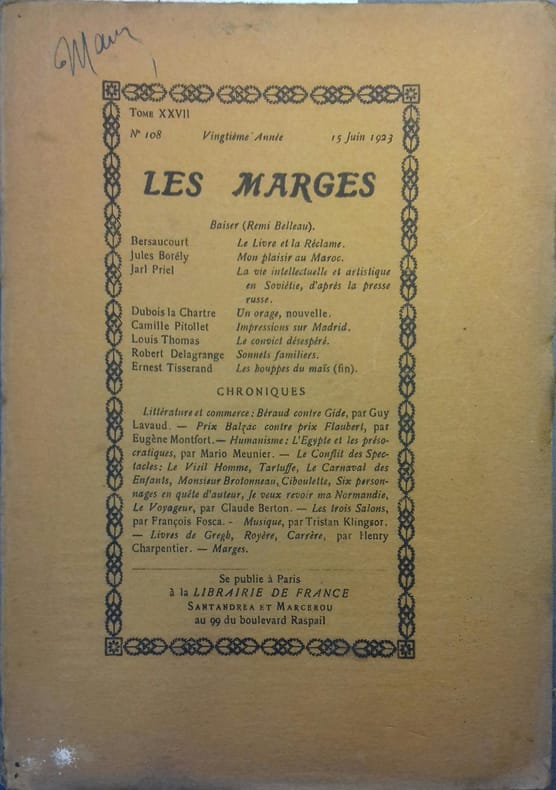 Tome XXVII
N° 108 Vingtième Année 15 Juin 1923
LES MARGES
Baiser (Remi Belleau).
Bersaucourt Le Livre et la Réclame.
Jules Borély Mon plaisir au Maroc.
Jarl Priel La vie intellectuelle et artistique
en Soviétie, d'après la presse
russe.
Dubois la Chartre Un orage, nouvelle.
Camille Pitollet Impressions sur Madrid.
Louis Thomas Le convict désespéré.
Robert Delagrange Sonnets familiers.
Ernest Tisserand Les houppes du maïs (fin).
CHRONIQUES
Littérature et commerce : Béraud contre Gide, par Guy
Lavaud. — Prix Balzac contre prix Flaubert, par
Eugène Montfort. — Humanisme : L'Egypte et les préso-
cratiques, par Mario Meunier. — Le Conflit des Spec-
tacles : Le Vieil Homme, Tartuffe, Le Carnaval des
Enfants, Monsieur Brotonneau, Ciboulette, Six person-
nages en quête d'auteur, Je veux revoir ma Normandie,
Le Voyageur, par Claude Berton. — Les trois Salons,
par François Fosca. - Musique, par Tristan Klingsor.
— Livres de Gregh, Royère, Carrère, par Henry
Charpentier. — Marges.
Se publie à Paris
à la LIBRAIRIE DE FRANCE
Santandrea et Marcerou
au 99 du boulevard Raspail